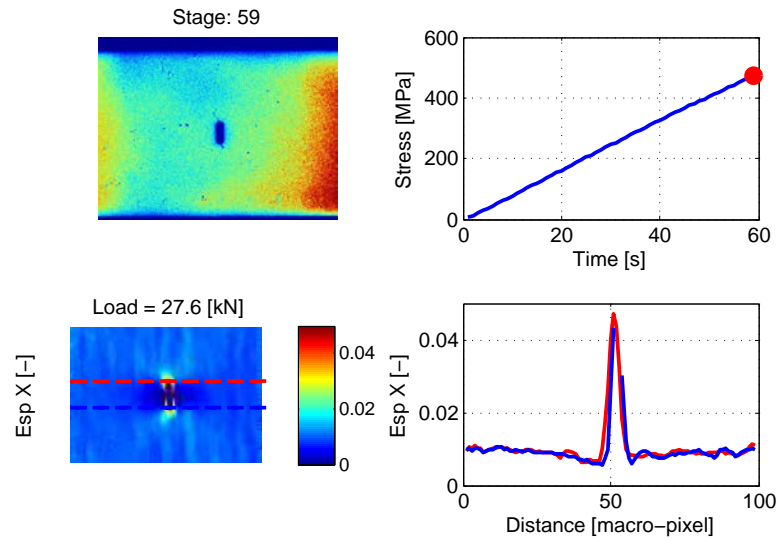 Stage: 59
600
400
200
0
Stress [MPa]
0
20
40
60
Time [s]
Load = 27.6 [kN]
Esp X [−]
0.04
0.02
0
0.04
0.02
0
Esp X [−]
0
50
100
Distance [macro−pixel]